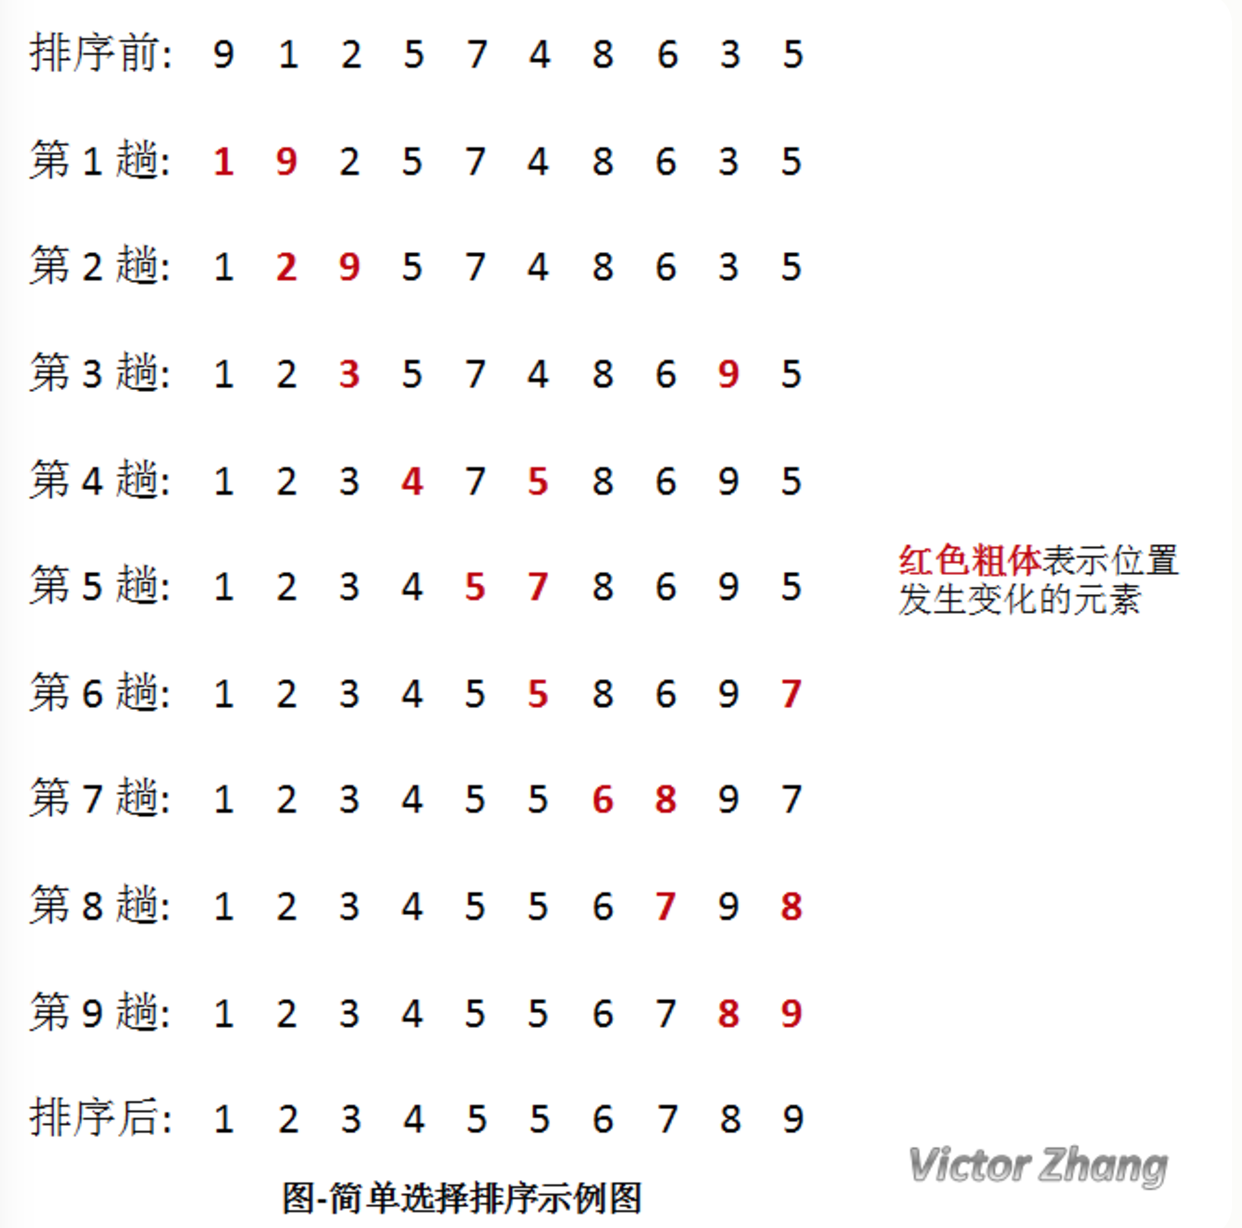 排序前: 9 1 2 5 7 4 8 6 3 5
第 1 趟: 1 9 2 5 7 4 8 6 3 5
第 2 趟: 1 2 9 5 7 4 8 6 3 5
第 3 趟: 1 2 3 5 7 4 8 6 9 5
第 4 趟: 1 2 3 4 7 5 8 6 9 5
第 5 趟: 1 2 3 4 5 7 8 6 9 5
第 6 趟: 1 2 3 4 5 5 8 6 9 7
第 7 趟: 1 2 3 4 5 5 6 8 9 7
第 8 趟: 1 2 3 4 5 5 6 7 9 8
第 9 趟: 1 2 3 4 5 5 6 7 8 9
排序后: 1 2 3 4 5 5 6 7 8 9
红色粗体表示位置
发生变化的元素
Victor Zhang
图-简单选择排序示例图